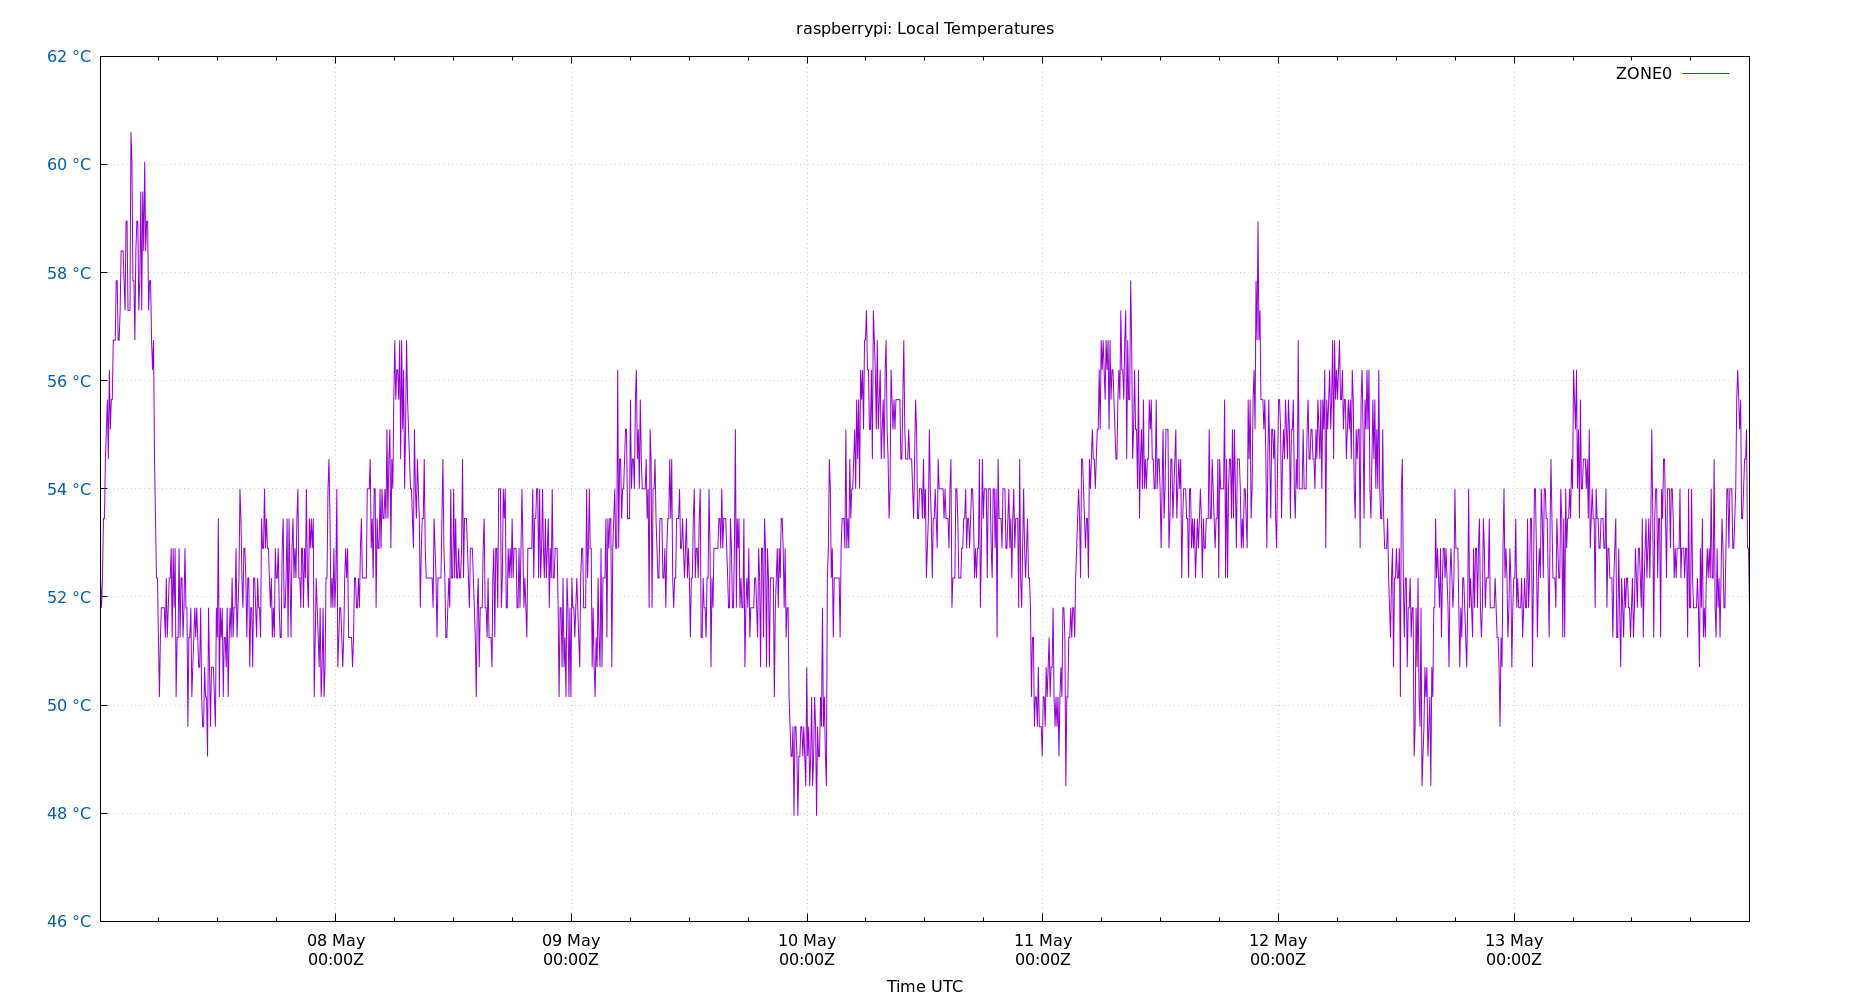 raspberrypi: Local Temperatures
62 °C
ZONE0
60 °C
58 °C
56 °C
54 °C
52 °C
50 °C
48 °C
46 °C
08 May 09 May 10 May 11 May 12 May 13 May
00:00Z 00:00Z 00:00Z 00:00Z 00:00Z 00:00Z
Time UTC